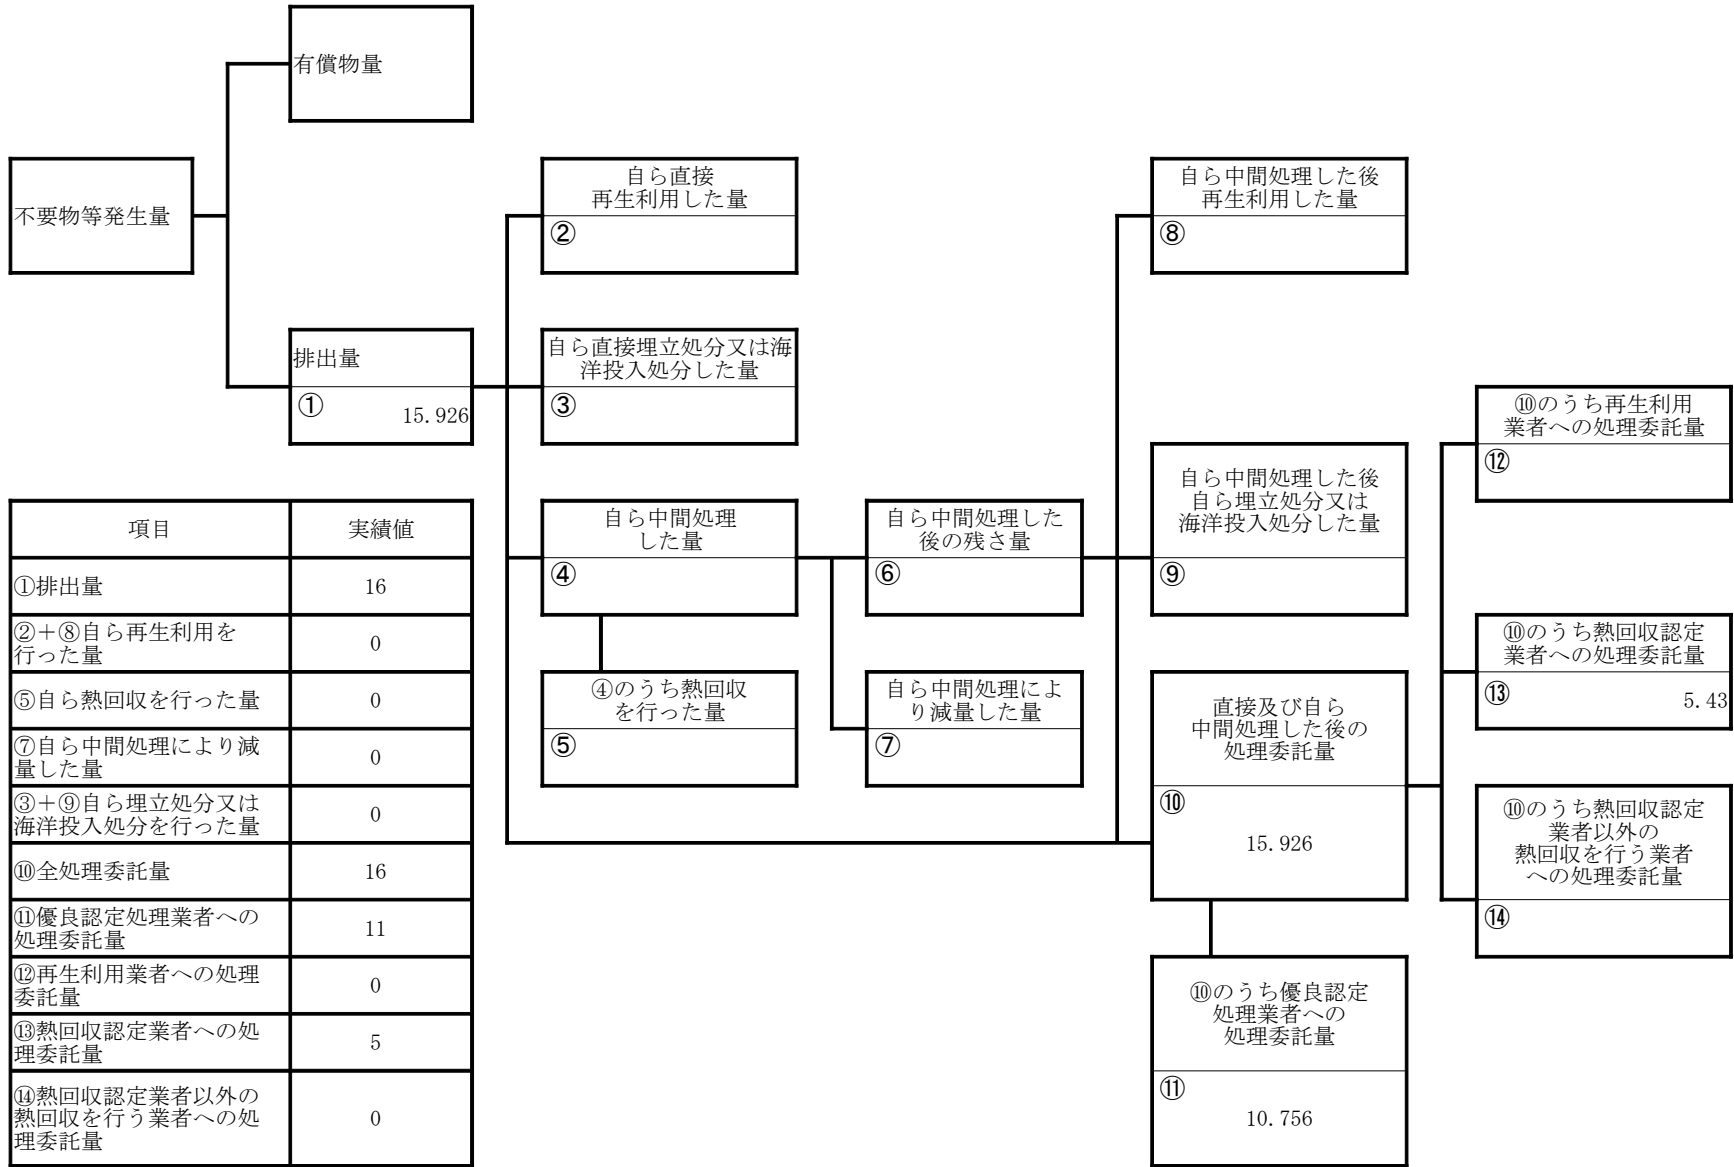 有償物量
不要物等発生量
自ら直接
再生利用した量
②
自ら中間処理した後
再生利用した量
⑧
排出量
①
15.926
自ら直接埋立処分又は海
洋投入処分した量
③
⑩のうち再生利用
業者への処理委託量
⑫
自ら中間処理
した量
④
自ら中間処理した
後の残さ量
⑥
自ら中間処理した後
自ら埋立処分又は
海洋投入処分した量
⑨
⑩のうち熱回収認定
業者への処理委託量
⑬
5.43
④のうち熱回収
を行った量
⑤
自ら中間処理によ
り減量した量
⑦
直接及び自ら
中間処理した後の
処理委託量
⑩
15.926
⑩のうち熱回収認定
業者以外の
熱回収を行う業者
への処理委託量
⑭
⑩のうち優良認定
処理業者への
処理委託量
⑪
10.756
項目 実績値
①排出量 16
②＋⑧自ら再生利用を
行った量 0
⑤自ら熱回収を行った量 0
⑦自ら中間処理により減
量した量 0
③＋⑨自ら埋立処分又は
海洋投入処分を行った量 0
⑩全処理委託量 16
⑪優良認定処理業者への
処理委託量 11
⑫再生利用業者への処理
委託量 0
⑬熱回収認定業者への処
理委託量 5
⑭熱回収認定業者以外の
熱回収を行う業者への処
理委託量 0